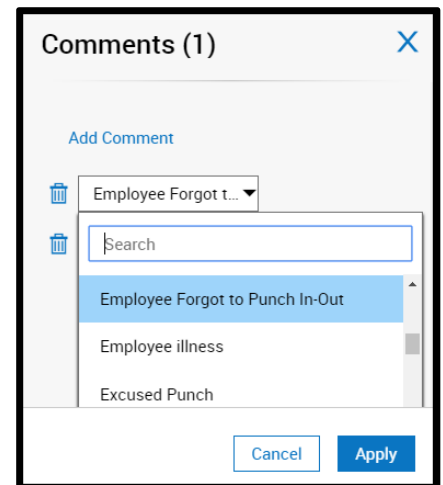 Comments (1) X
Add Comment
Employee Forgot t...
Search
Employee Forgot to Punch In-Out
Employee illness
Excused Punch
Cancel Apply